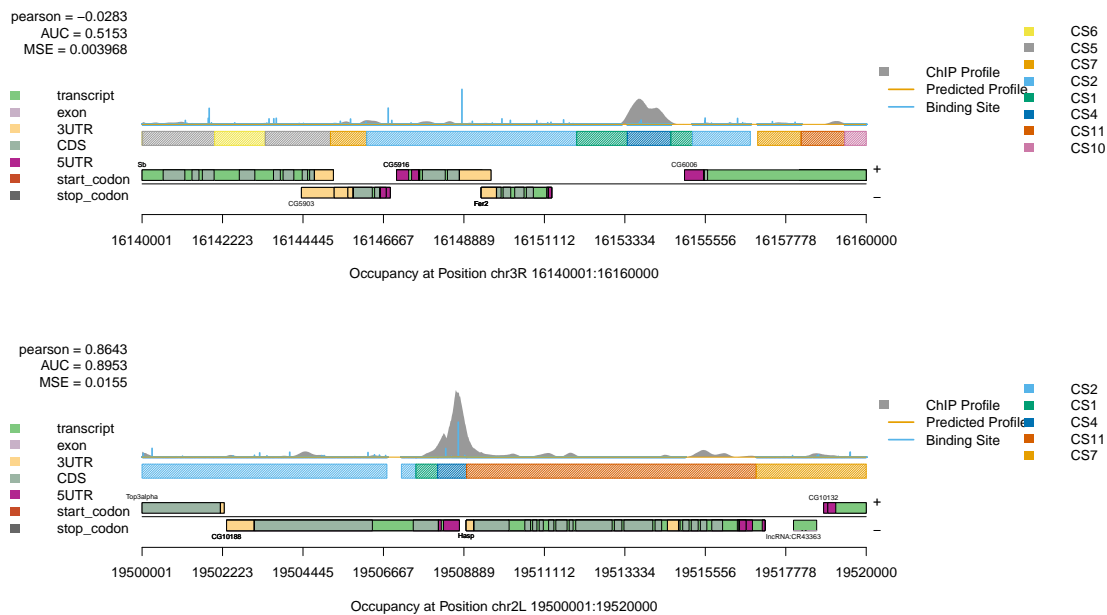 pearson = −0.0283
AUC = 0.5153
MSE = 0.003968
transcript
exon
3UTR
CDS
5UTR
start_codon
stop_codon
ChIP Profile
Predicted Profile
Binding Site
CS6
CS5
CS7
CS2
CS1
CS4
CS11
CS10
Sb
CG5916
CG6006
CG5903
Fer2
+
−
16140001 16142223 16144445 16146667 16148889 16151112 16153334 16155556 16157778 16160000
Occupancy at Position chr3R 16140001:16160000
pearson = 0.8643
AUC = 0.8953
MSE = 0.0155
transcript
exon
3UTR
CDS
5UTR
start_codon
stop_codon
ChIP Profile
Predicted Profile
Binding Site
CS2
CS1
CS4
CS11
CS7
Top3alpha
CG10132
CG10188
Hasp
lncRNA:CR43363
+
−
19500001 19502223 19504445 19506667 19508889 19511112 19513334 19515556 19517778 19520000
Occupancy at Position chr2L 19500001:19520000